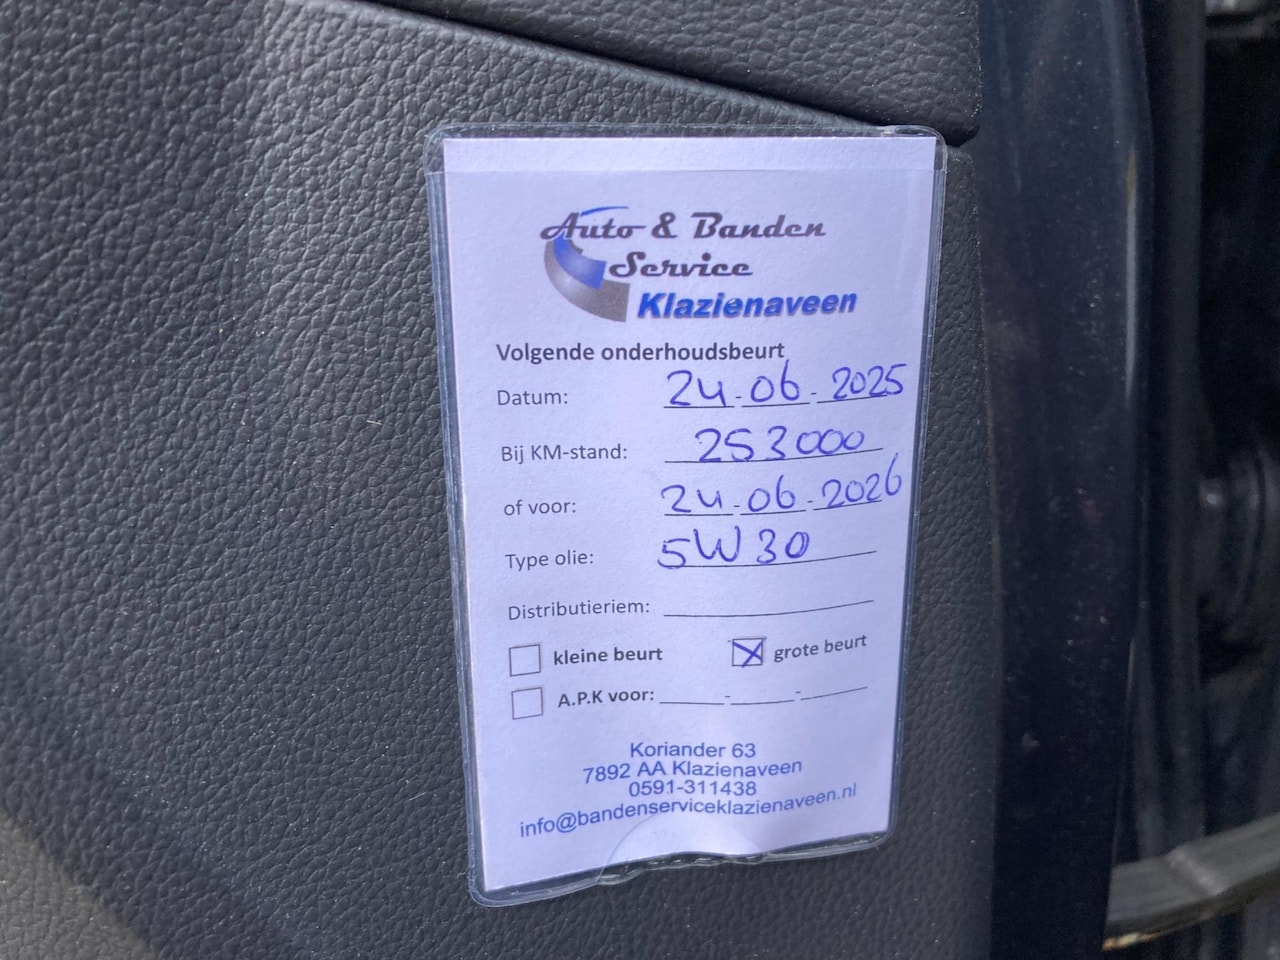 Auto & Banden
Service
Klazienaveen
Volgende onderhoudsbeurt
Datum: 24-06-2025
Bij KM-stand: 253000
of voor: 24-06-2026
Type olie: 5W30
Distributieriem:
kleine beurt grote beurt
A.P.K voor: - -
Koriander 63
7892 AA Klazienaveen
0591-311438
info@bandenserviceklazienaveen.nl